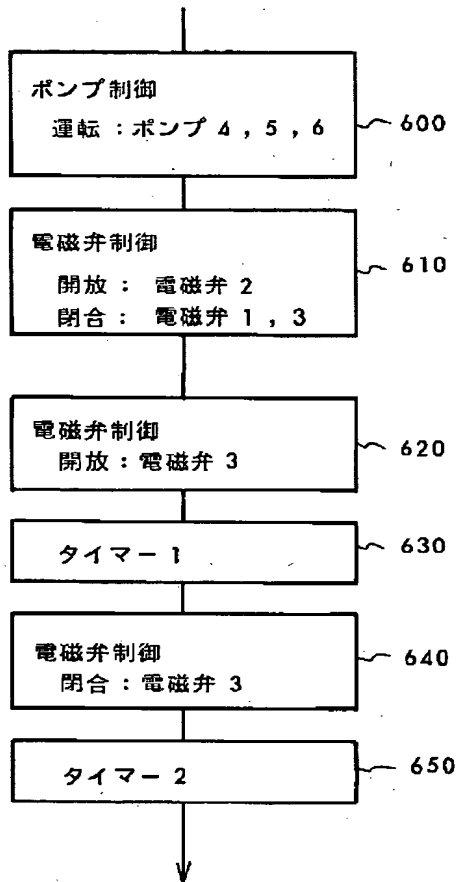 ポンプ制御
運転：ポンプ 4 , 5 , 6
600
電磁弁制御
開放： 電磁弁 2
閉合： 電磁弁 1 , 3
610
電磁弁制御
開放：電磁弁 3
620
タイマー 1
630
電磁弁制御
閉合：電磁弁 3
640
タイマー 2
650